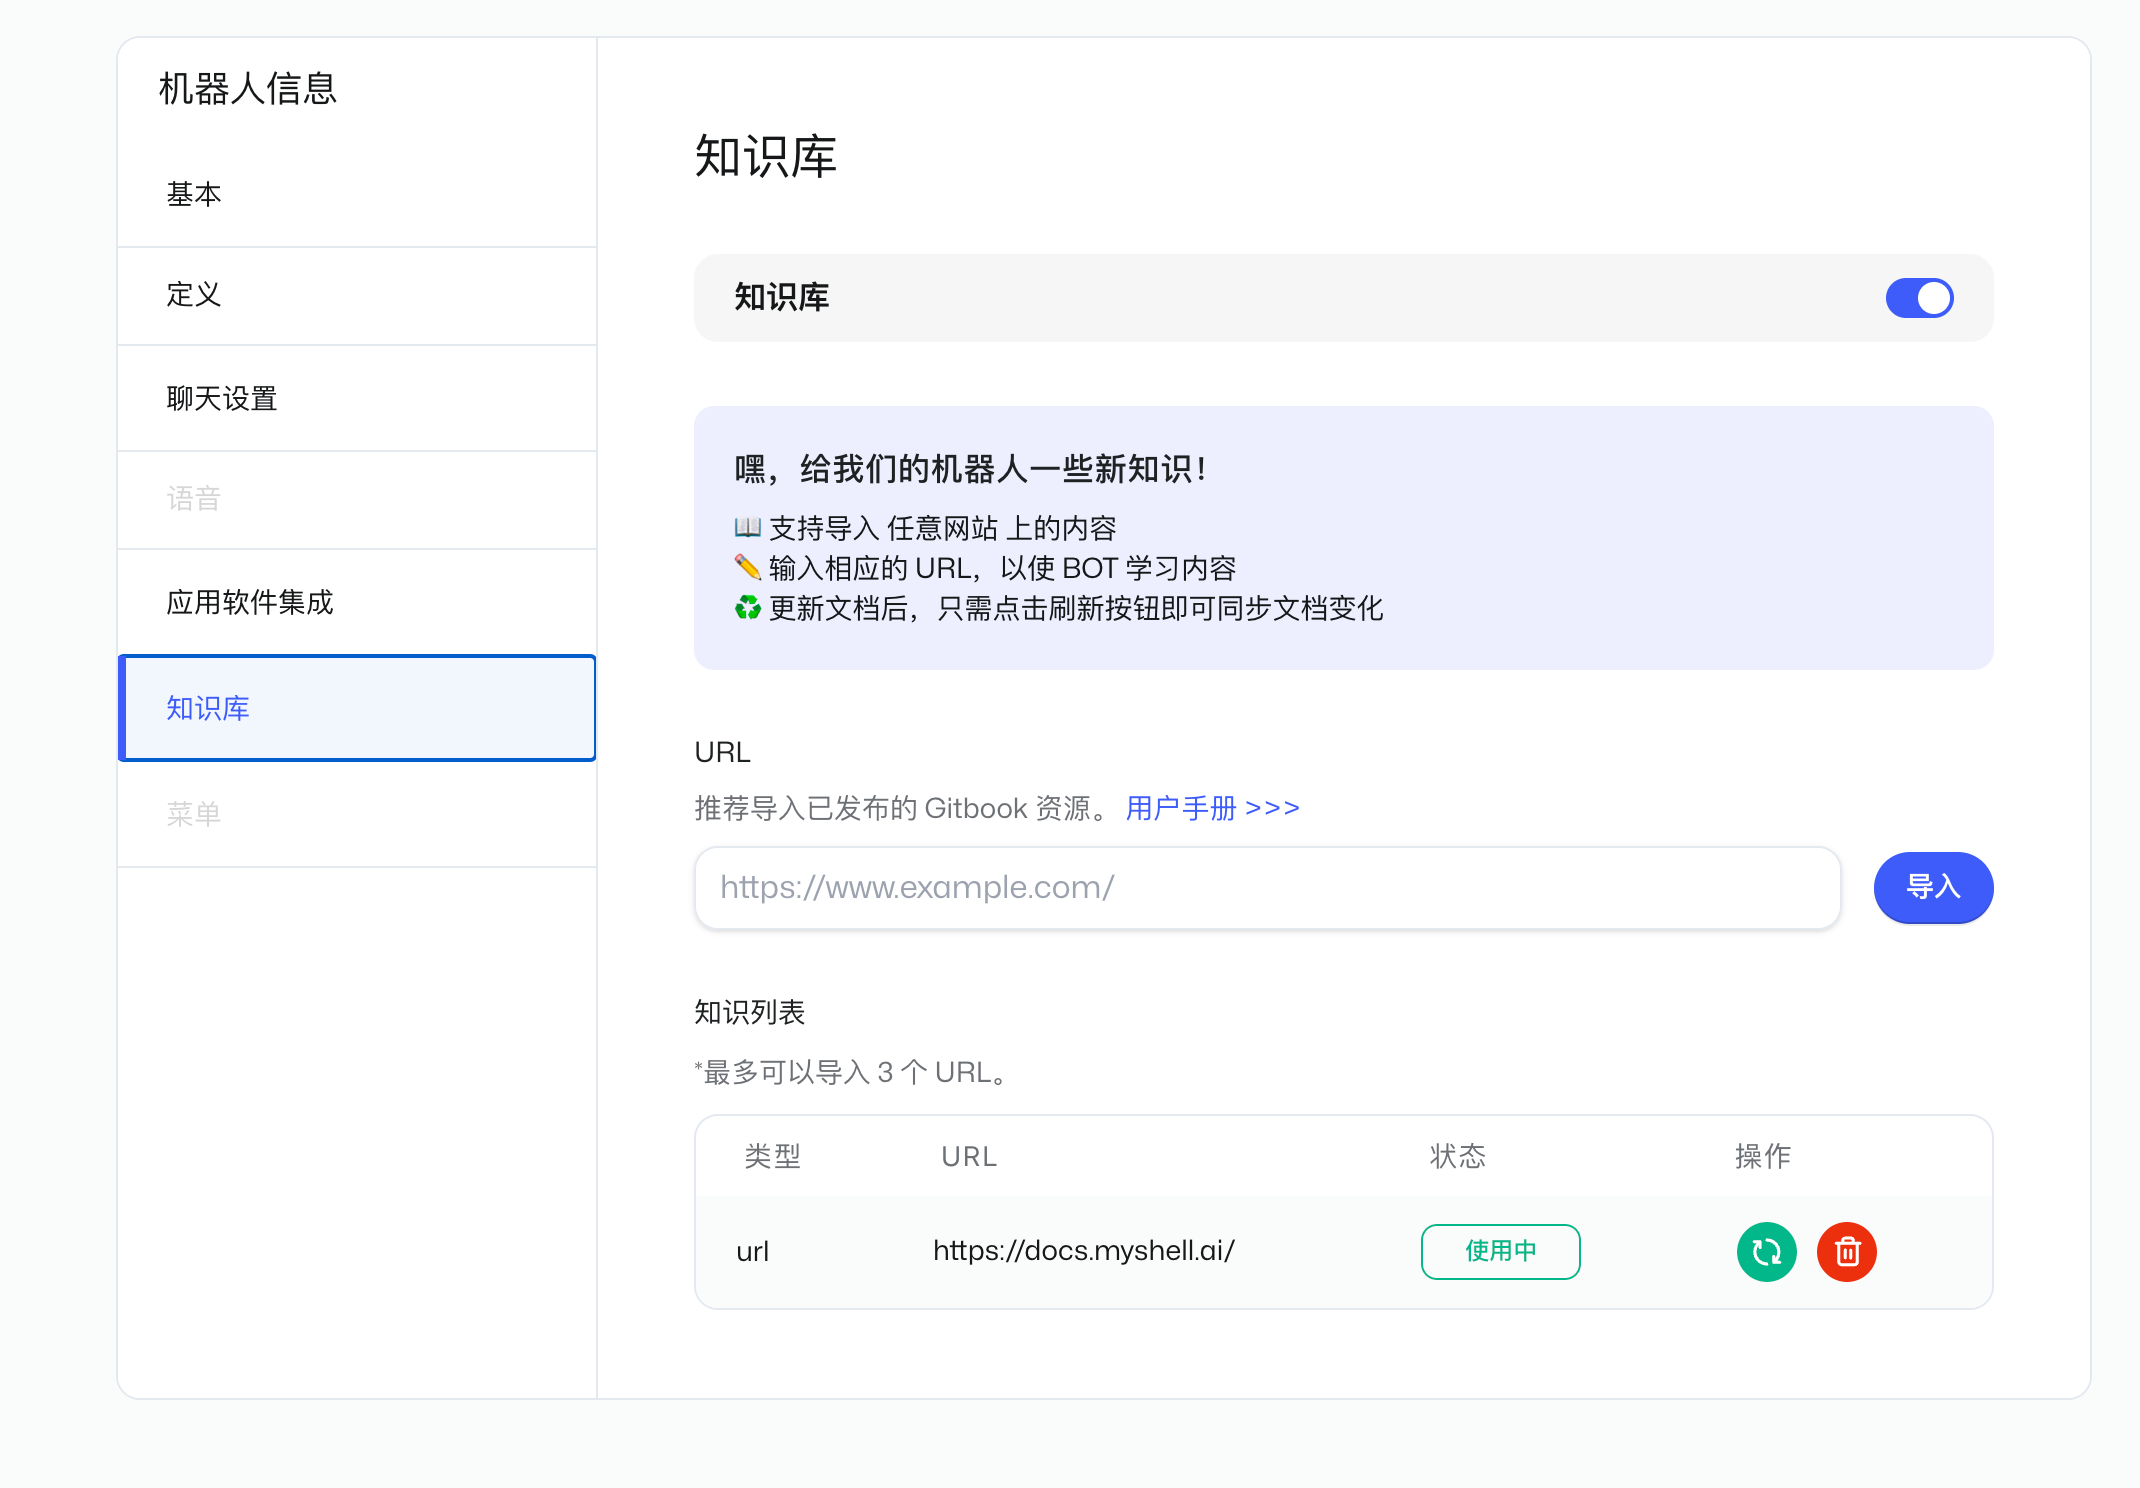 机器人信息
基本
定义
聊天设置
语音
应用软件集成
知识库
菜单
知识库
知识库
嘿，给我们的机器人一些新知识！
📖 支持导入 任意网站 上的内容
✏️ 输入相应的 URL，以使 BOT 学习内容
♻️ 更新文档后，只需点击刷新按钮即可同步文档变化
URL
推荐导入已发布的 Gitbook 资源。 用户手册 >>>
https://www.example.com/
导入
知识列表
*最多可以导入 3 个 URL。
类型 URL 状态 操作
url https://docs.myshell.ai/ 使用中